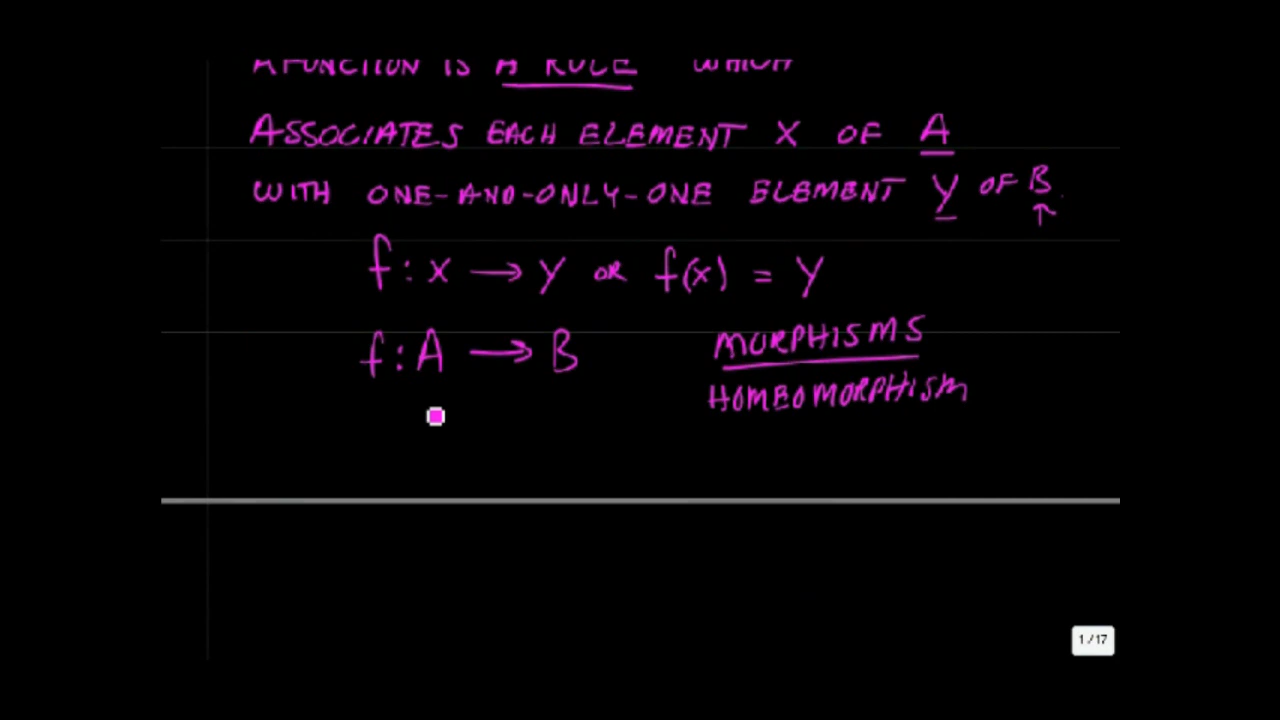 A FUNCTION IS A RULE WHICH
ASSOCIATES EACH ELEMENT X OF A
WITH ONE-AND-ONLY-ONE ELEMENT Y OF B.
↑
f: x → y OR f(x) = y
f: A → B
MORPHISMS
HOMEOMORPHISM
1/17